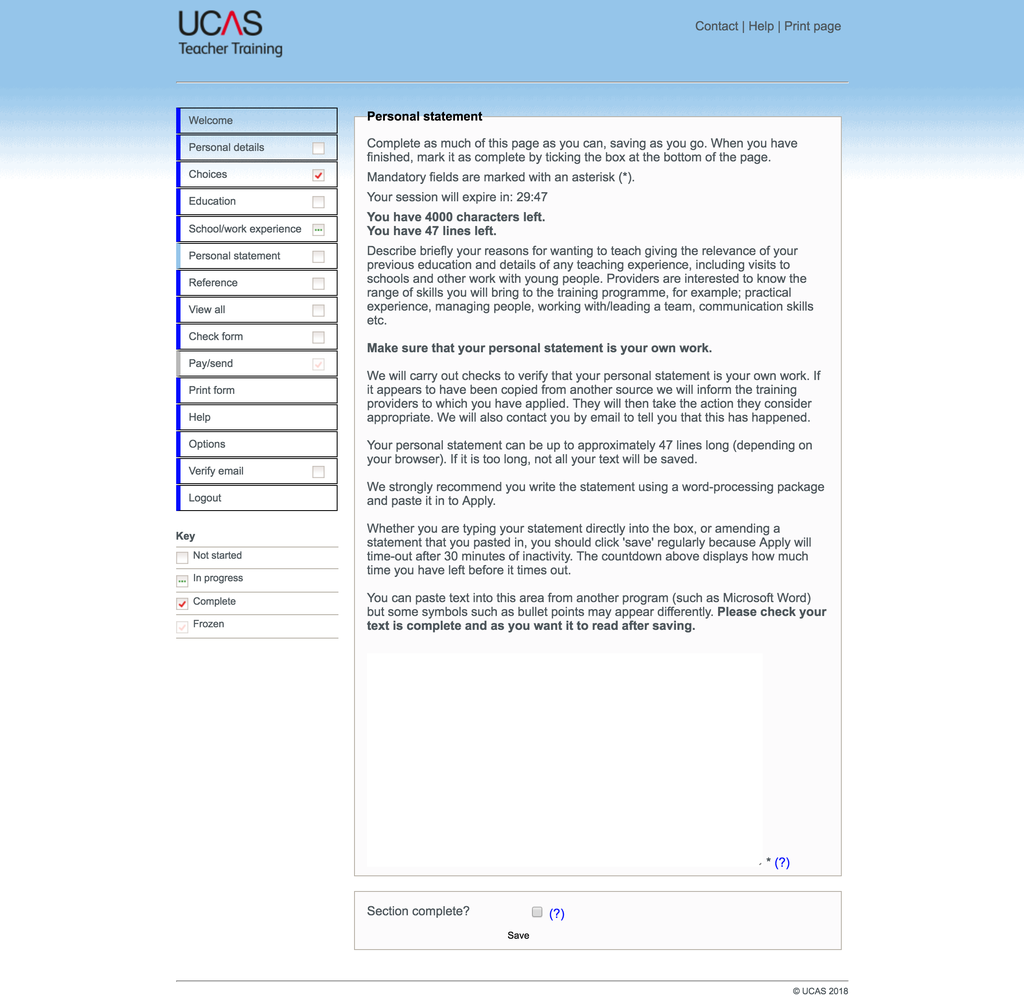 UCAS
Teacher Training
Contact | Help | Print page
Welcome
Personal details
Choices
Education
School/work experience
Personal statement
Reference
View all
Check form
Pay/send
Print form
Help
Options
Verify email
Logout
Key
Not started
In progress
Complete
Frozen
Personal statement
Complete as much of this page as you can, saving as you go. When you have
finished, mark it as complete by ticking the box at the bottom of the page.
Mandatory fields are marked with an asterisk (*).
Your session will expire in: 29:47
You have 4000 characters left.
You have 47 lines left.
Describe briefly your reasons for wanting to teach giving the relevance of your
previous education and details of any teaching experience, including visits to
schools and other work with young people. Providers are interested to know the
range of skills you will bring to the training programme, for example; practical
experience, managing people, working with/leading a team, communication skills
etc.
Make sure that your personal statement is your own work.
We will carry out checks to verify that your personal statement is your own work. If
it appears to have been copied from another source we will inform the training
providers to which you have applied. They will then take the action they consider
appropriate. We will also contact you by email to tell you that this has happened.
Your personal statement can be up to approximately 47 lines long (depending on
your browser). If it is too long, not all your text will be saved.
We strongly recommend you write the statement using a word-processing package
and paste it in to Apply.
Whether you are typing your statement directly into the box, or amending a
statement that you pasted in, you should click 'save' regularly because Apply will
time-out after 30 minutes of inactivity. The countdown above displays how much
time you have left before it times out.
You can paste text into this area from another program (such as Microsoft Word)
but some symbols such as bullet points may appear differently. Please check your
text is complete and as you want it to read after saving.
* (?)
Section complete? (?)
Save
© UCAS 2018